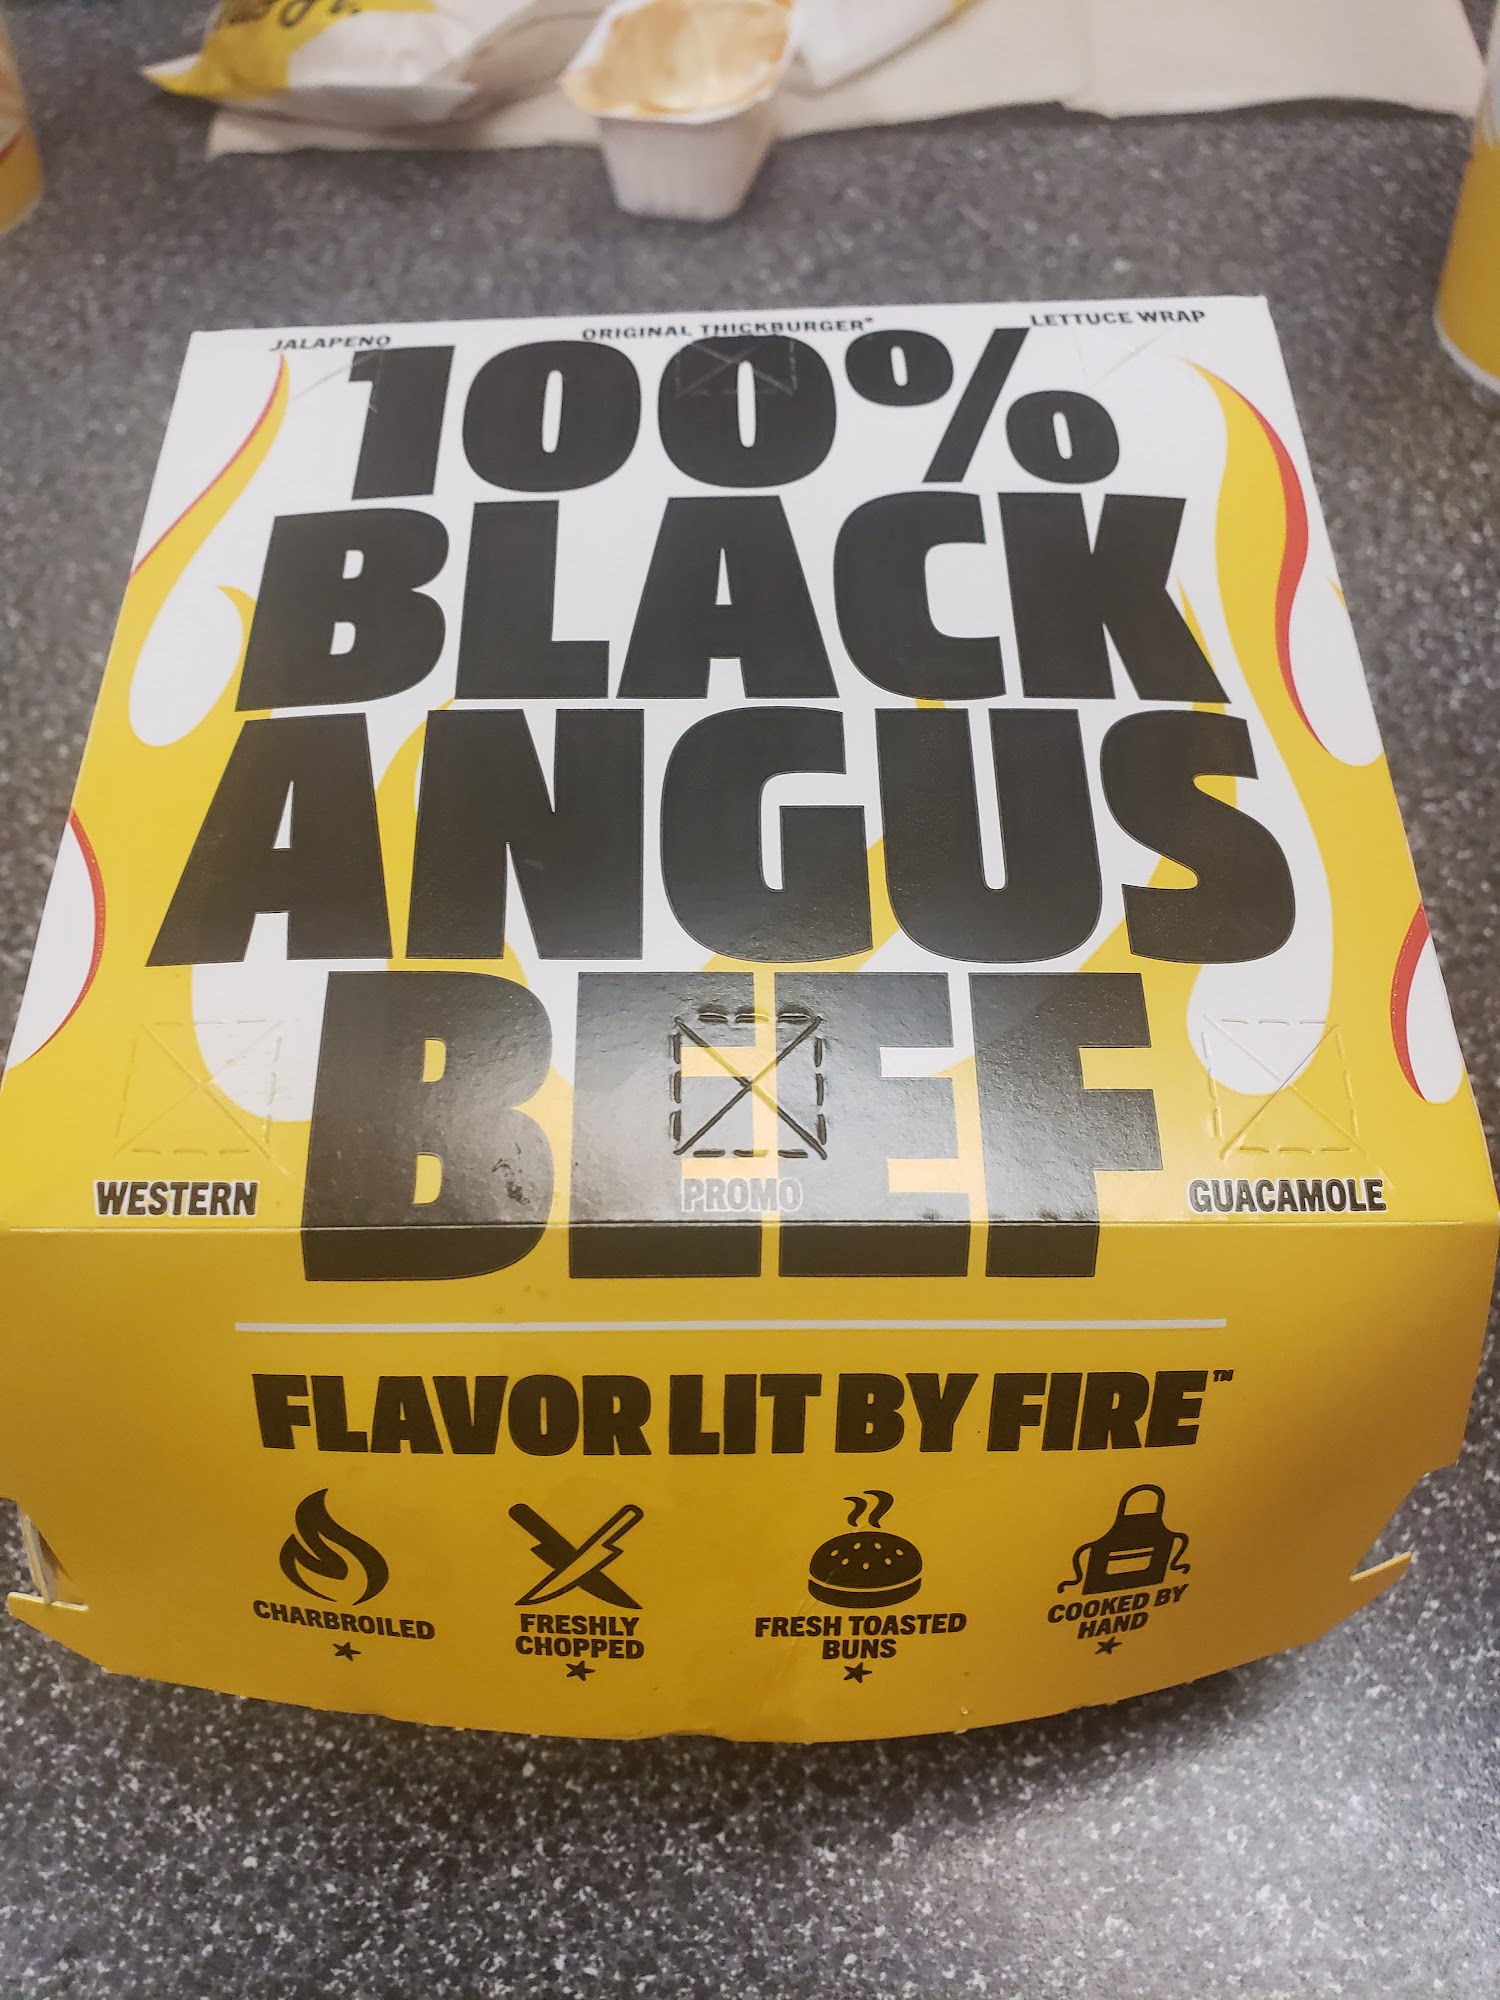 JALAPENO
ORIGINAL THICKBURGER®
LETTUCE WRAP
100%
BLACK
ANGUS
BEEF
WESTERN
PROMO
GUACAMOLE
FLAVOR LIT BY FIRE™
CHARBROILED
FRESHLY
CHOPPED
FRESH TOASTED
BUNS
COOKED BY
HAND